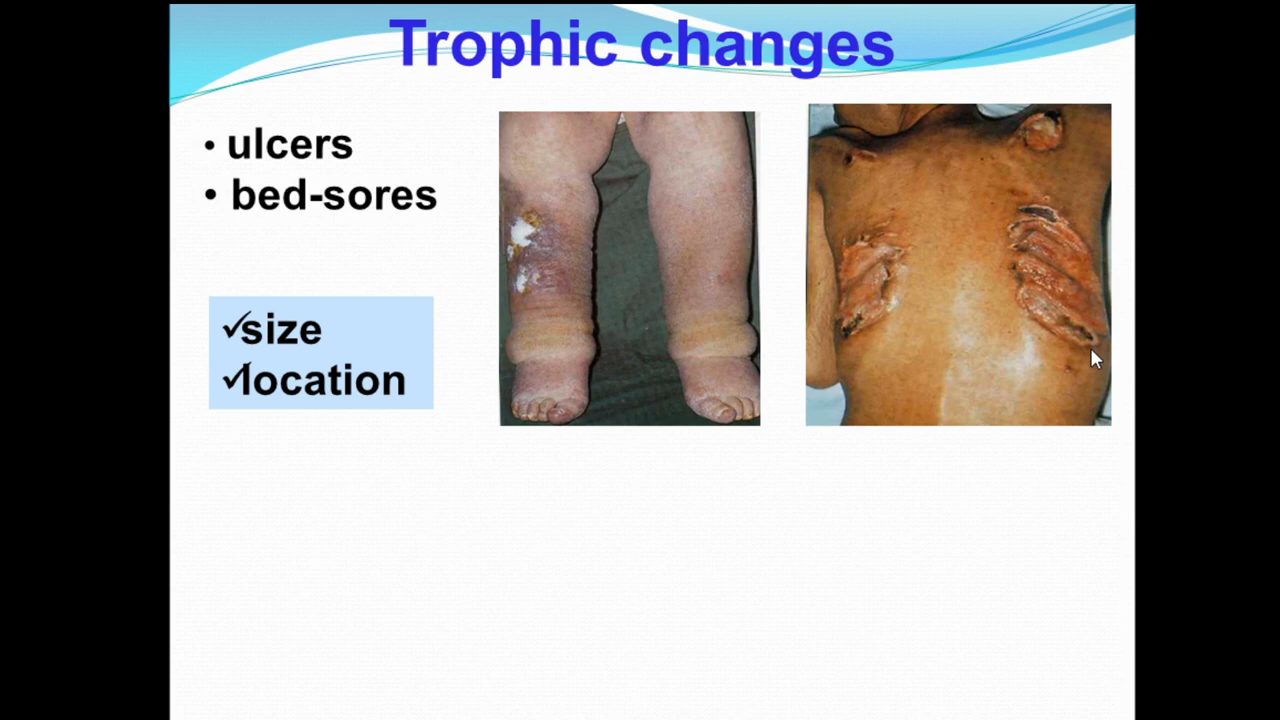 Trophic changes
• ulcers
• bed-sores
✓size
✓location